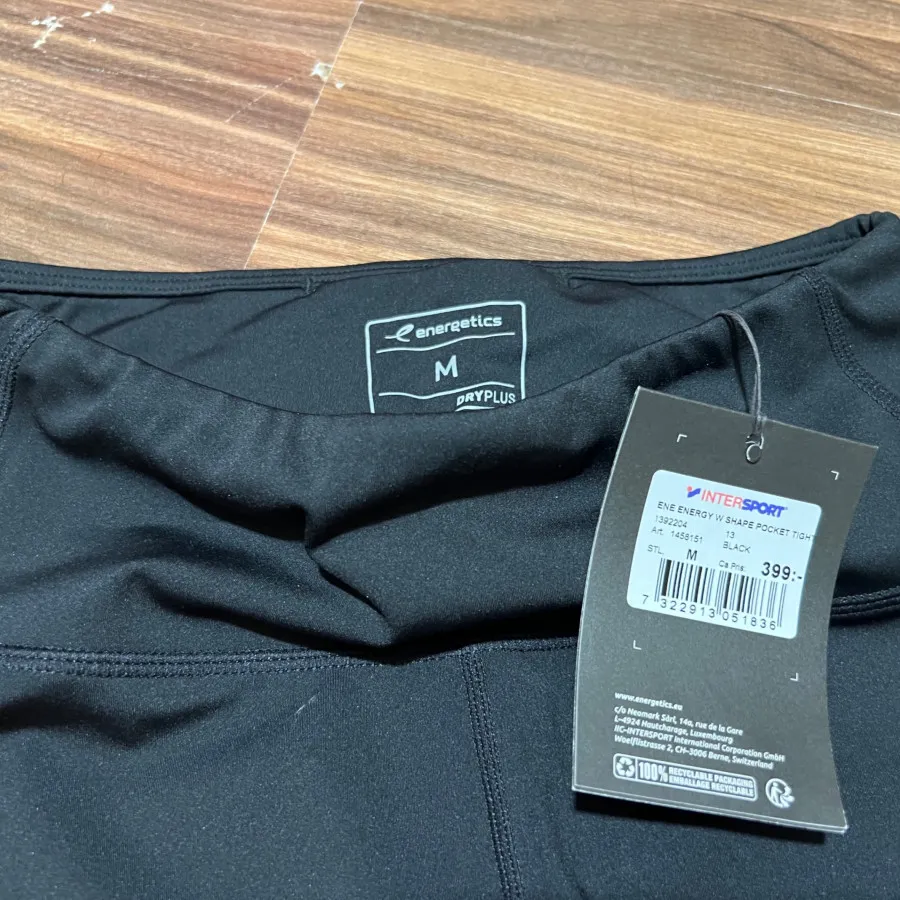 energetics
M
DRYPLUS
INTERSPORT
ENE ENERGY W SHAPE POCKET TIGHT
1392204 13
Art. 1458151 BLACK
STL. M Ca Pris: 399:-
7 322913 051836
www.energetics.eu
c/o Neomark Sàrl, 14a, rue de la Gare
L-4924 Hautcharage, Luxembourg
IIC-INTERSPORT International Corporation GmbH
Woelflistrasse 2, CH-3006 Berne, Switzerland
100% RECYCLABLE PACKAGING
EMBALLAGE RECYCLABLE